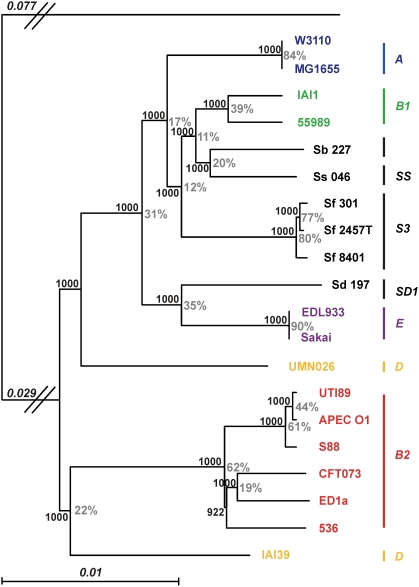 0.077
W3110
1000 84% A
MG1655
IAI1
1000 39% B1
1000 17% 55989
1000 11%
Sb 227
1000 20% SS
Ss 046
1000 12%
Sf 301
1000 77%
1000 31% Sf 2457T S3
1000 80%
Sf 8401
Sd 197 SD1
1000 35%
EDL933
1000 90% E
Sakai
1000
UMN026 D
0.029
UTI89
1000 44%
APEC O1
1000 61%
S88 B2
1000 62% CFT073
1000 19%
ED1a
922
1000 22%
536
IAI39 D
0.01